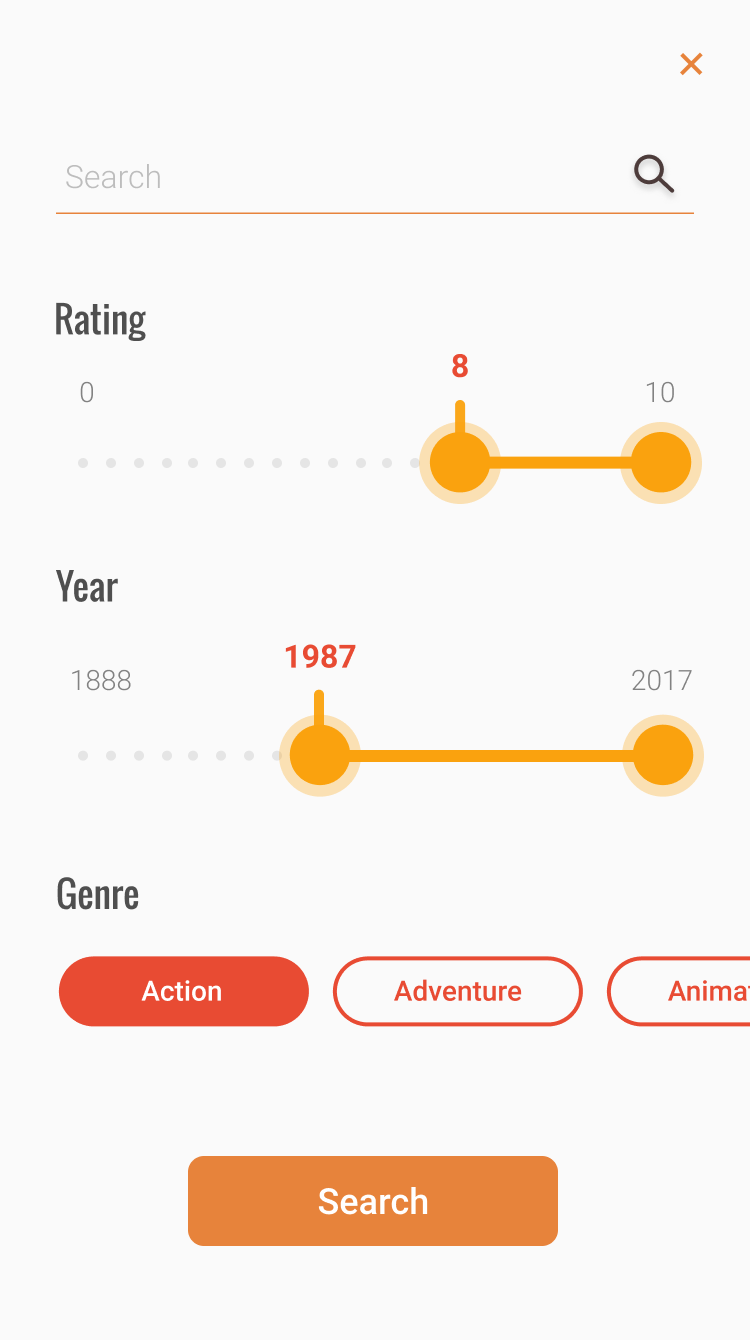 Search
Rating
8
0
10
Year
1987
1888
2017
Genre
Action
Adventure
Search